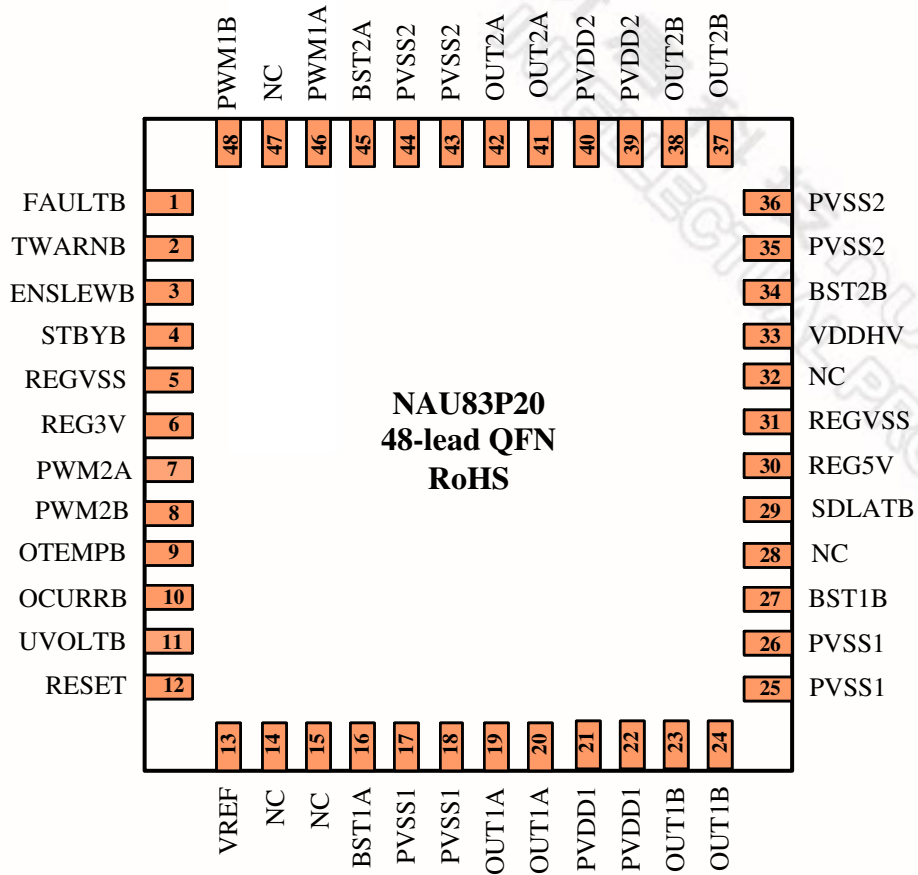 PWM1B
NC
PWM1A
BST2A
PVSS2
PVSS2
OUT2A
OUT2A
PVDD2
PVDD2
OUT2B
OUT2B
48
47
46
45
44
43
42
41
40
39
38
37
FAULTB 1
TWARNB 2
ENSLEWB 3
STBYB 4
REGVSS 5
REG3V 6
PWM2A 7
PWM2B 8
OTEMPB 9
OCURRB 10
UVOLTB 11
RESET 12
NAU83P20
48-lead QFN
RoHS
36 PVSS2
35 PVSS2
34 BST2B
33 VDDHV
32 NC
31 REGVSS
30 REG5V
29 SDLATB
28 NC
27 BST1B
26 PVSS1
25 PVSS1
13
14
15
16
17
18
19
20
21
22
23
24
VREF
NC
NC
BST1A
PVSS1
PVSS1
OUT1A
OUT1A
PVDD1
PVDD1
OUT1B
OUT1B